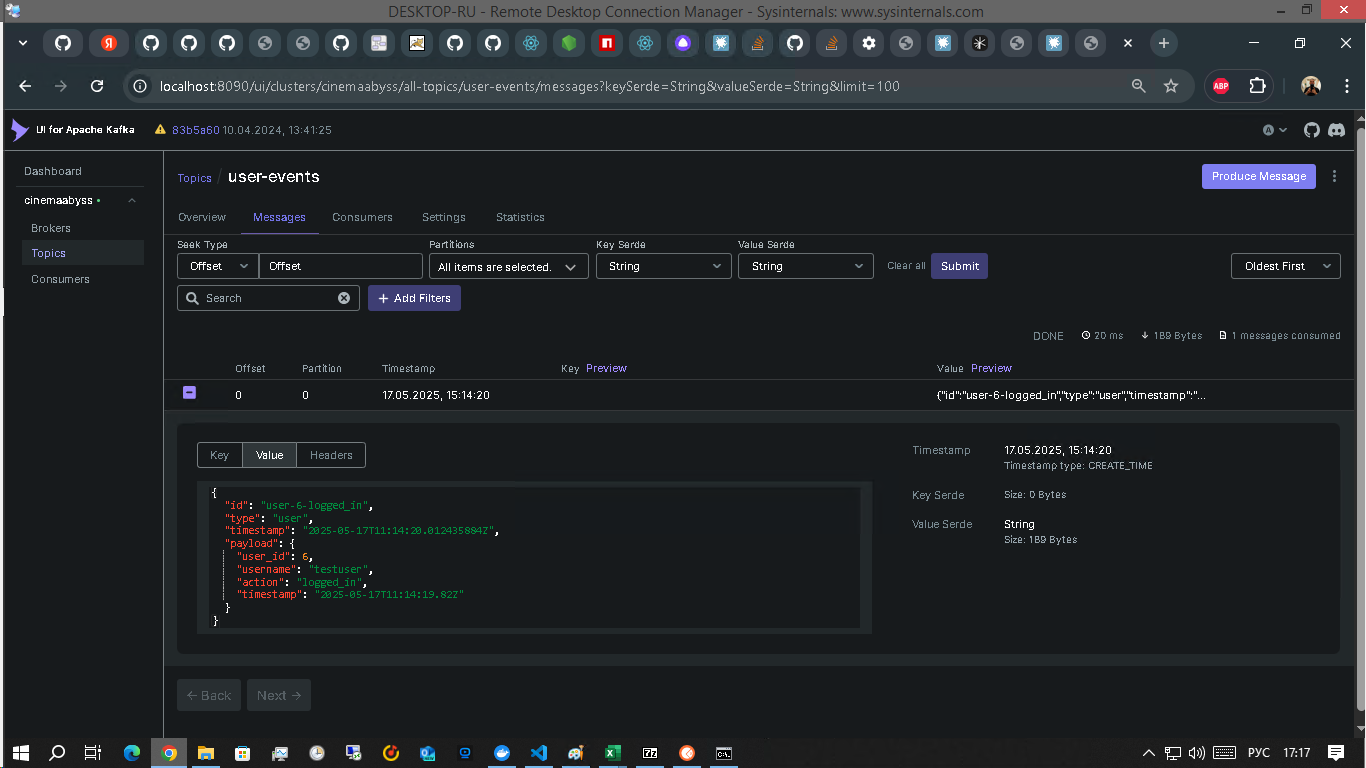 DESKTOP-RU - Remote Desktop Connection Manager - Sysinternals: www.sysinternals.com
localhost:8090/ui/clusters/cinemaabyss/all-topics/user-events/messages?keySerde=String&valueSerde=String&limit=100
ABP
UI for Apache Kafka 83b5a60 10.04.2024, 13:41:25 A
Dashboard
cinemaabyss
Brokers
Topics
Consumers
Topics / user-events Produce Message
Overview Messages Consumers Settings Statistics
Seek Type Partitions Key Serde Value Serde
Offset Offset All items are selected. String String Clear all Submit Oldest First
Search + Add Filters
DONE 20 ms 189 Bytes 1 messages consumed
Offset Partition Timestamp Key Preview Value Preview
0 0 17.05.2025, 15:14:20 {"id":"user-6-logged_in","type":"user","timestamp":"...
Key Value Headers
{
"id": "user-6-logged_in",
"type": "user",
"timestamp": "2025-05-17T11:14:20.012435884Z",
"payload": {
"user_id": 6,
"username": "testuser",
"action": "logged_in",
"timestamp": "2025-05-17T11:14:19.82Z"
}
}
Timestamp 17.05.2025, 15:14:20
Timestamp type: CREATE_TIME
Key Serde Size: 0 Bytes
Value Serde String
Size: 189 Bytes
← Back Next →
РУС 17:17